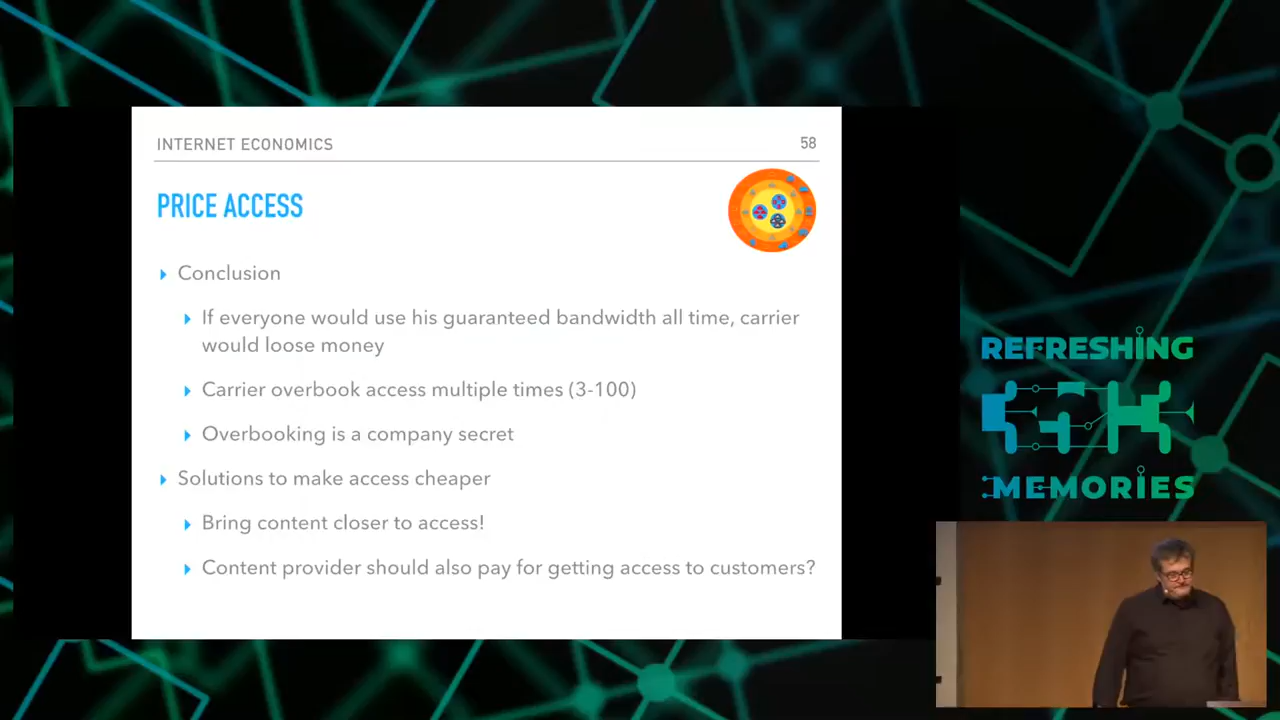 INTERNET ECONOMICS
58
PRICE ACCESS
Conclusion
If everyone would use his guaranteed bandwidth all time, carrier
would loose money
Carrier overbook access multiple times (3-100)
Overbooking is a company secret
Solutions to make access cheaper
Bring content closer to access!
Content provider should also pay for getting access to customers?
REFRESHING
MEMORIES